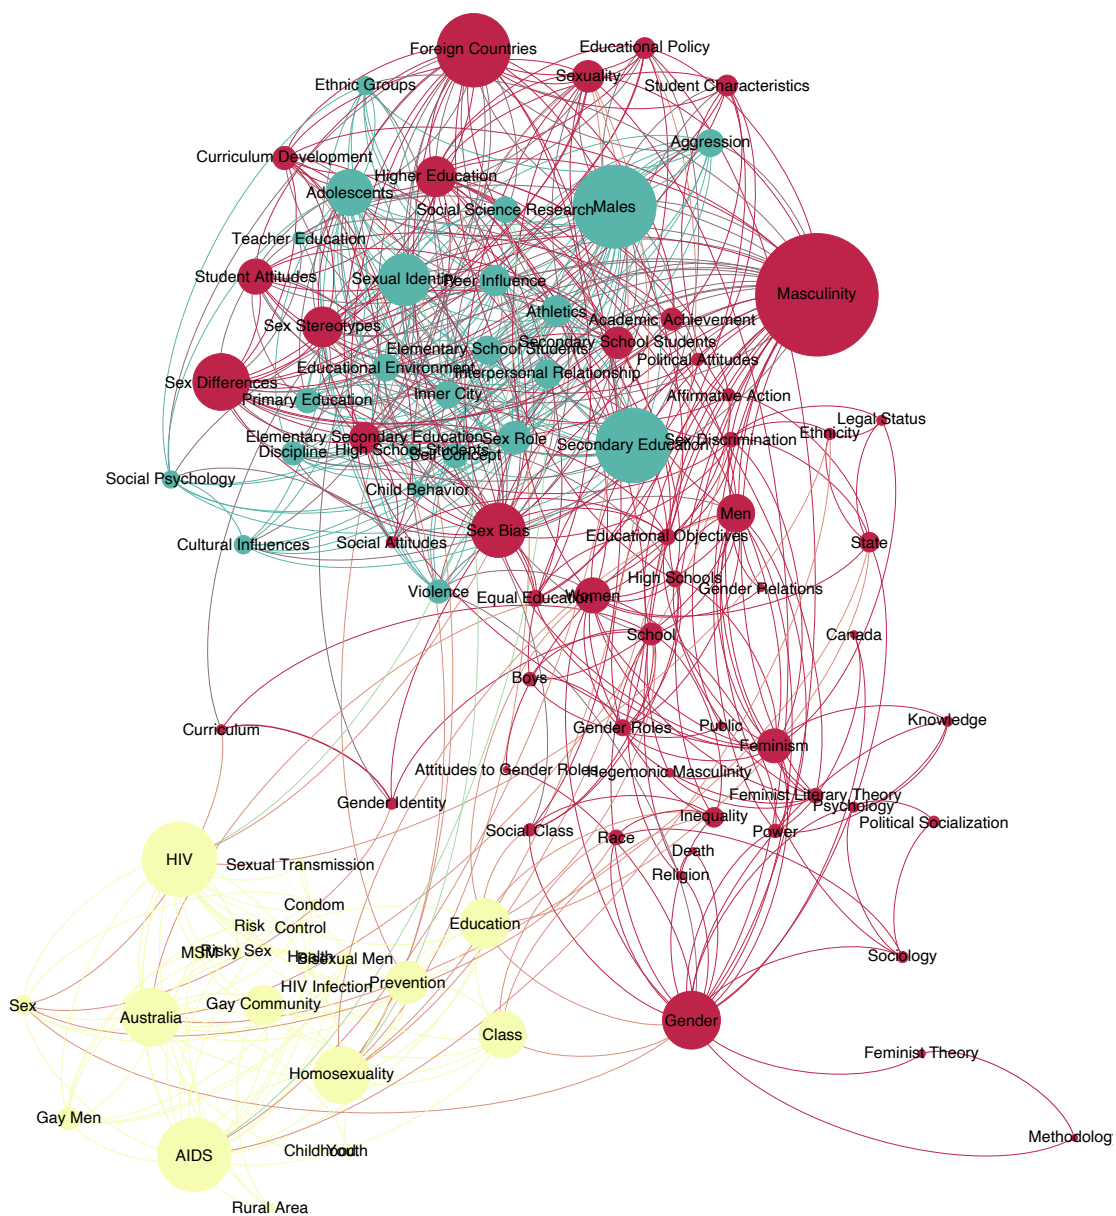 Foreign Countries
Educational Policy
Sexuality
Student Characteristics
Ethnic Groups
Aggression
Curriculum Development
Higher Education
Adolescents
Social Science Research
Males
Teacher Education
Student Attitudes
Sexual Identity
Peer Influence
Masculinity
Athletics
Academic Achievement
Sex Stereotypes
Secondary School Students
Elementary School Students
Political Attitudes
Educational Environment
Interpersonal Relationship
Sex Differences
Inner City
Primary Education
Affirmative Action
Legal Status
Ethnicity
Elementary Secondary Education
Sex Role
Secondary Education
Sex Discrimination
High School Students
Discipline
Self Concept
Social Psychology
Child Behavior
Men
Sex Bias
Educational Objectives
Cultural Influences
Social Attitudes
State
High Schools
Gender Relations
Violence
Equal Education
Women
School
Canada
Boys
Curriculum
Gender Roles
Public
Knowledge
Feminism
Attitudes to Gender Roles
Hegemonic Masculinity
Gender Identity
Feminist Literary Theory
Psychology
Inequality
Political Socialization
Social Class
Race
Power
Death
HIV
Sexual Transmission
Religion
Condom
Risk
Control
Education
MSM
Risky Sex
Health
Bisexual Men
Sociology
HIV Infection
Prevention
Sex
Gay Community
Australia
Gender
Class
Feminist Theory
Homosexuality
Gay Men
Methodology
Childhood
Youth
AIDS
Rural Area